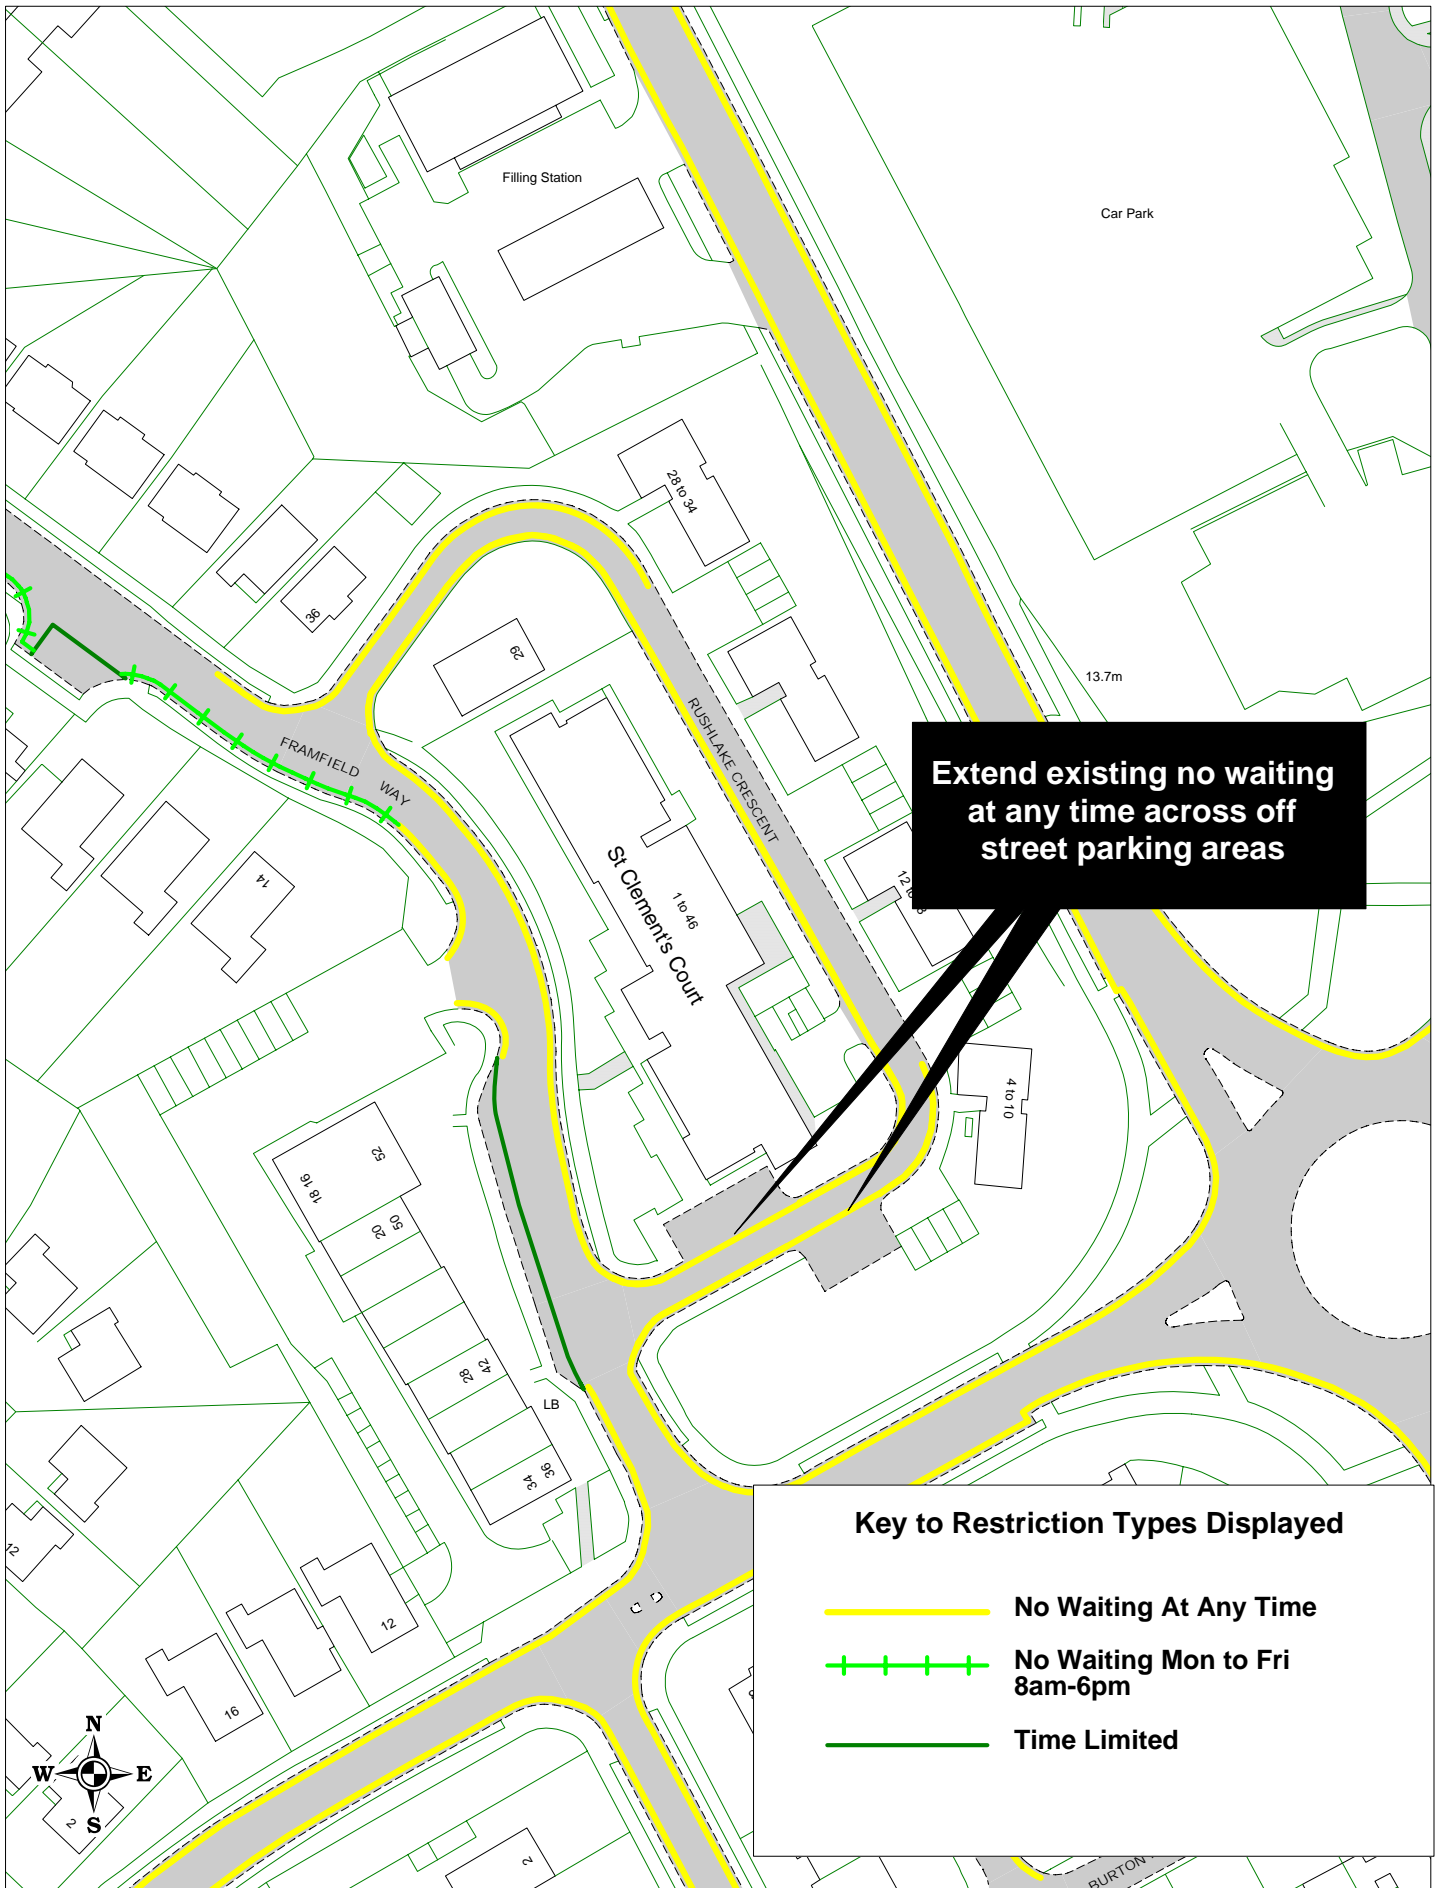 Filling Station
Car Park
28 to 34
36
29
13.7m
RUSHLAKE CRESCENT
FRAMFIELD WAY
Extend existing no waiting
at any time across off
street parking areas
14
St Clement's Court
1 to 46
4 to 10
52
18 16
50
20
42
28
LB
36
34
12
12
16
2
2
N
W E
S
Key to Restriction Types Displayed
No Waiting At Any Time
No Waiting Mon to Fri
8am-6pm
Time Limited
BURTON